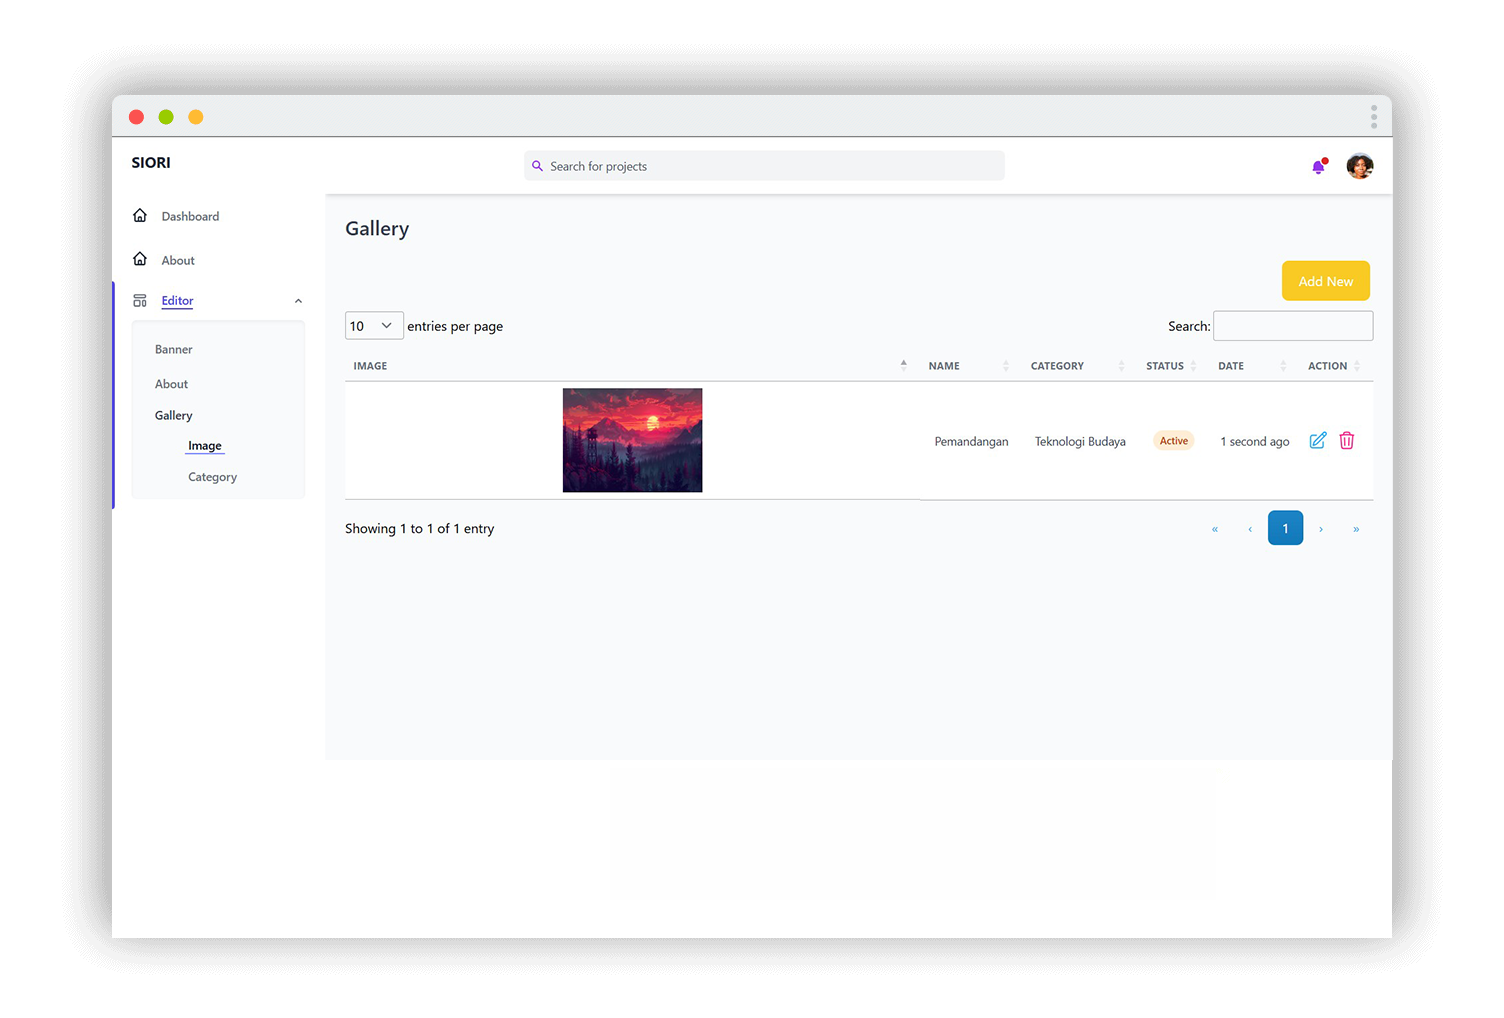 SIORI
Search for projects
Dashboard
About
Editor
Banner
About
Gallery
Image
Category
Gallery
Add New
10 entries per page
Search:
IMAGE NAME CATEGORY STATUS DATE ACTION
Pemandangan Teknologi Budaya Active 1 second ago
Showing 1 to 1 of 1 entry
« ‹ 1 › »